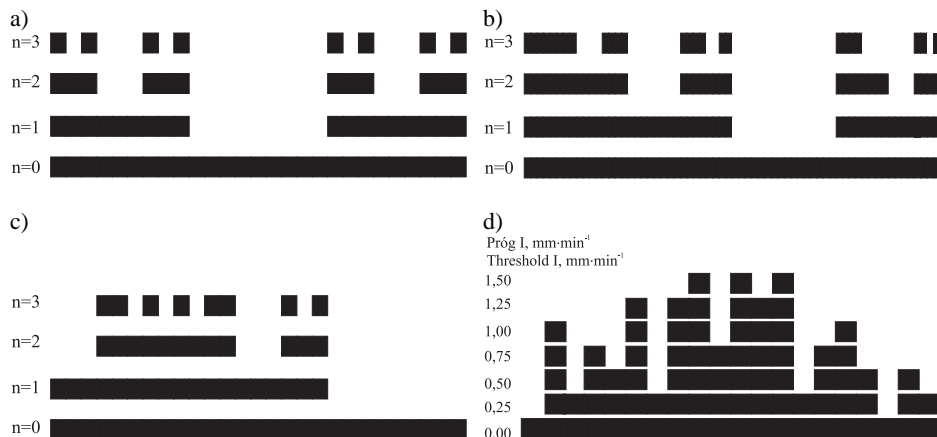 a)
n=3
n=2
n=1
n=0
b)
n=3
n=2
n=1
n=0
c)
n=3
n=2
n=1
n=0
d)
Próg I, mm·min⁻¹
Threshold I, mm·min⁻¹
1,50
1,25
1,00
0,75
0,50
0,25
0,00